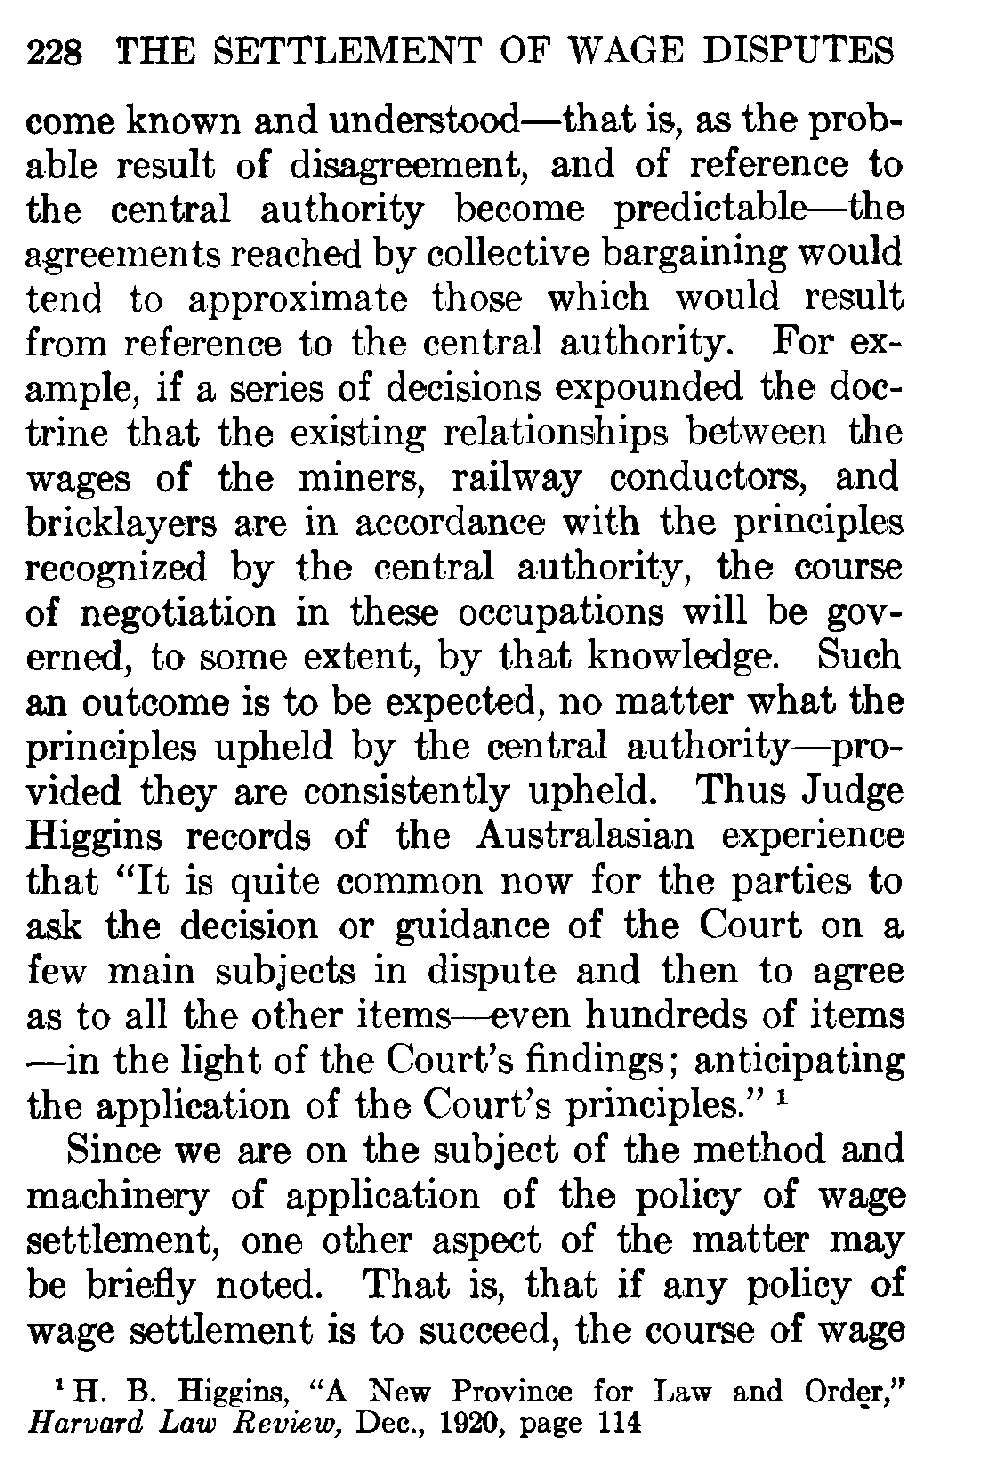 228 THE SETTLEMENT OF WAGE DISPUTES
come known and understood—that is, as the prob-
able result of disagreement, and of reference to
the central authority become predictable—the
agreements reached by collective bargaining would
tend to approximate those which would result
from reference to the central authority. For ex-
ample, if a series of decisions expounded the doc-
trine that the existing relationships between the
wages of the miners, railway conductors, and
bricklayers are in accordance with the principles
recognized by the central authority, the course
of negotiation in these occupations will be gov-
erned, to some extent, by that knowledge. Such
an outcome is to be expected, no matter what the
principles upheld by the central authority—pro-
vided they are consistently upheld. Thus Judge
Higgins records of the Australasian experience
that “It is quite common now for the parties to
ask the decision or guidance of the Court on a
few main subjects in dispute and then to agree
as to all the other items—even hundreds of items
—in the light of the Court’s findings; anticipating
the application of the Court’s principles.” ¹
Since we are on the subject of the method and
machinery of application of the policy of wage
settlement, one other aspect of the matter may
be briefly noted. That is, that if any policy of
wage settlement is to succeed, the course of wage
¹ H. B. Higgins, “A New Province for Law and Order,”
Harvard Law Review, Dec., 1920, page 114